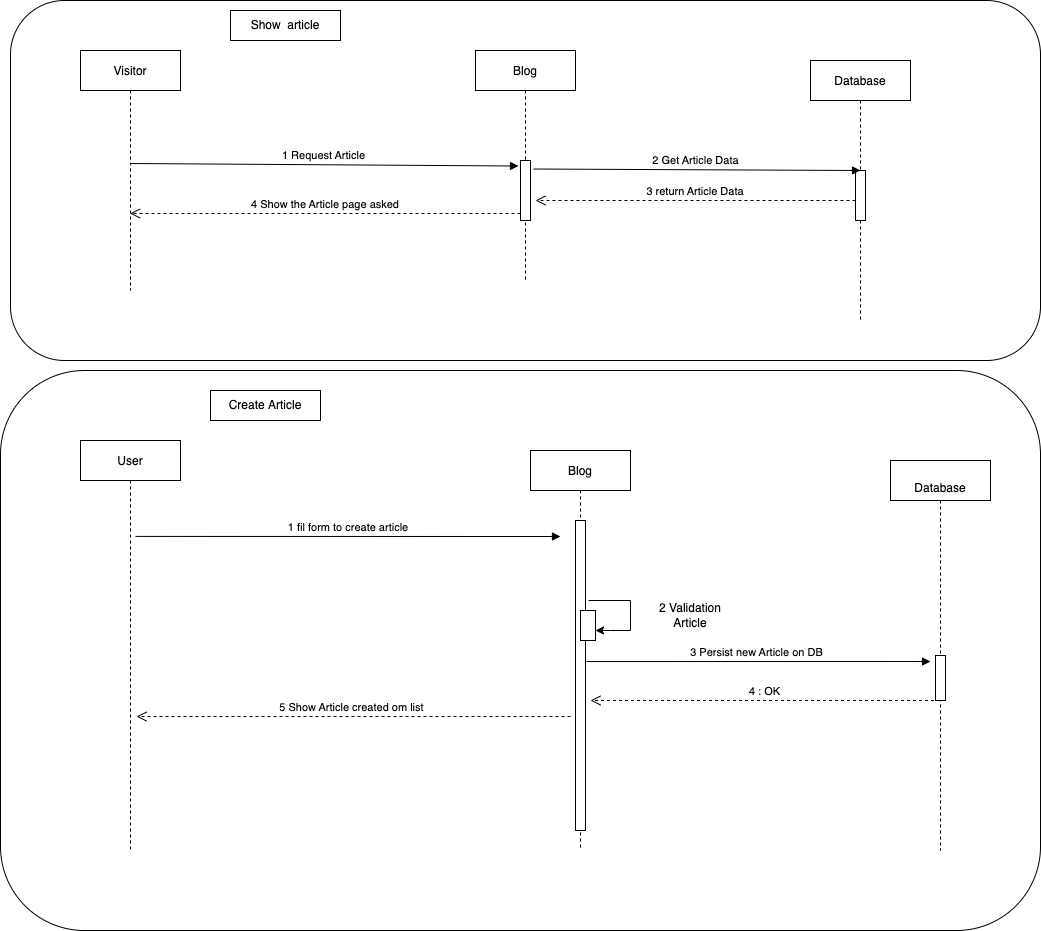 Show article
Visitor
Blog
Database
1 Request Article
2 Get Article Data
3 return Article Data
4 Show the Article page asked
Create Article
User
Blog
Database
1 fil form to create article
2 Validation
Article
3 Persist new Article on DB
4 : OK
5 Show Article created om list